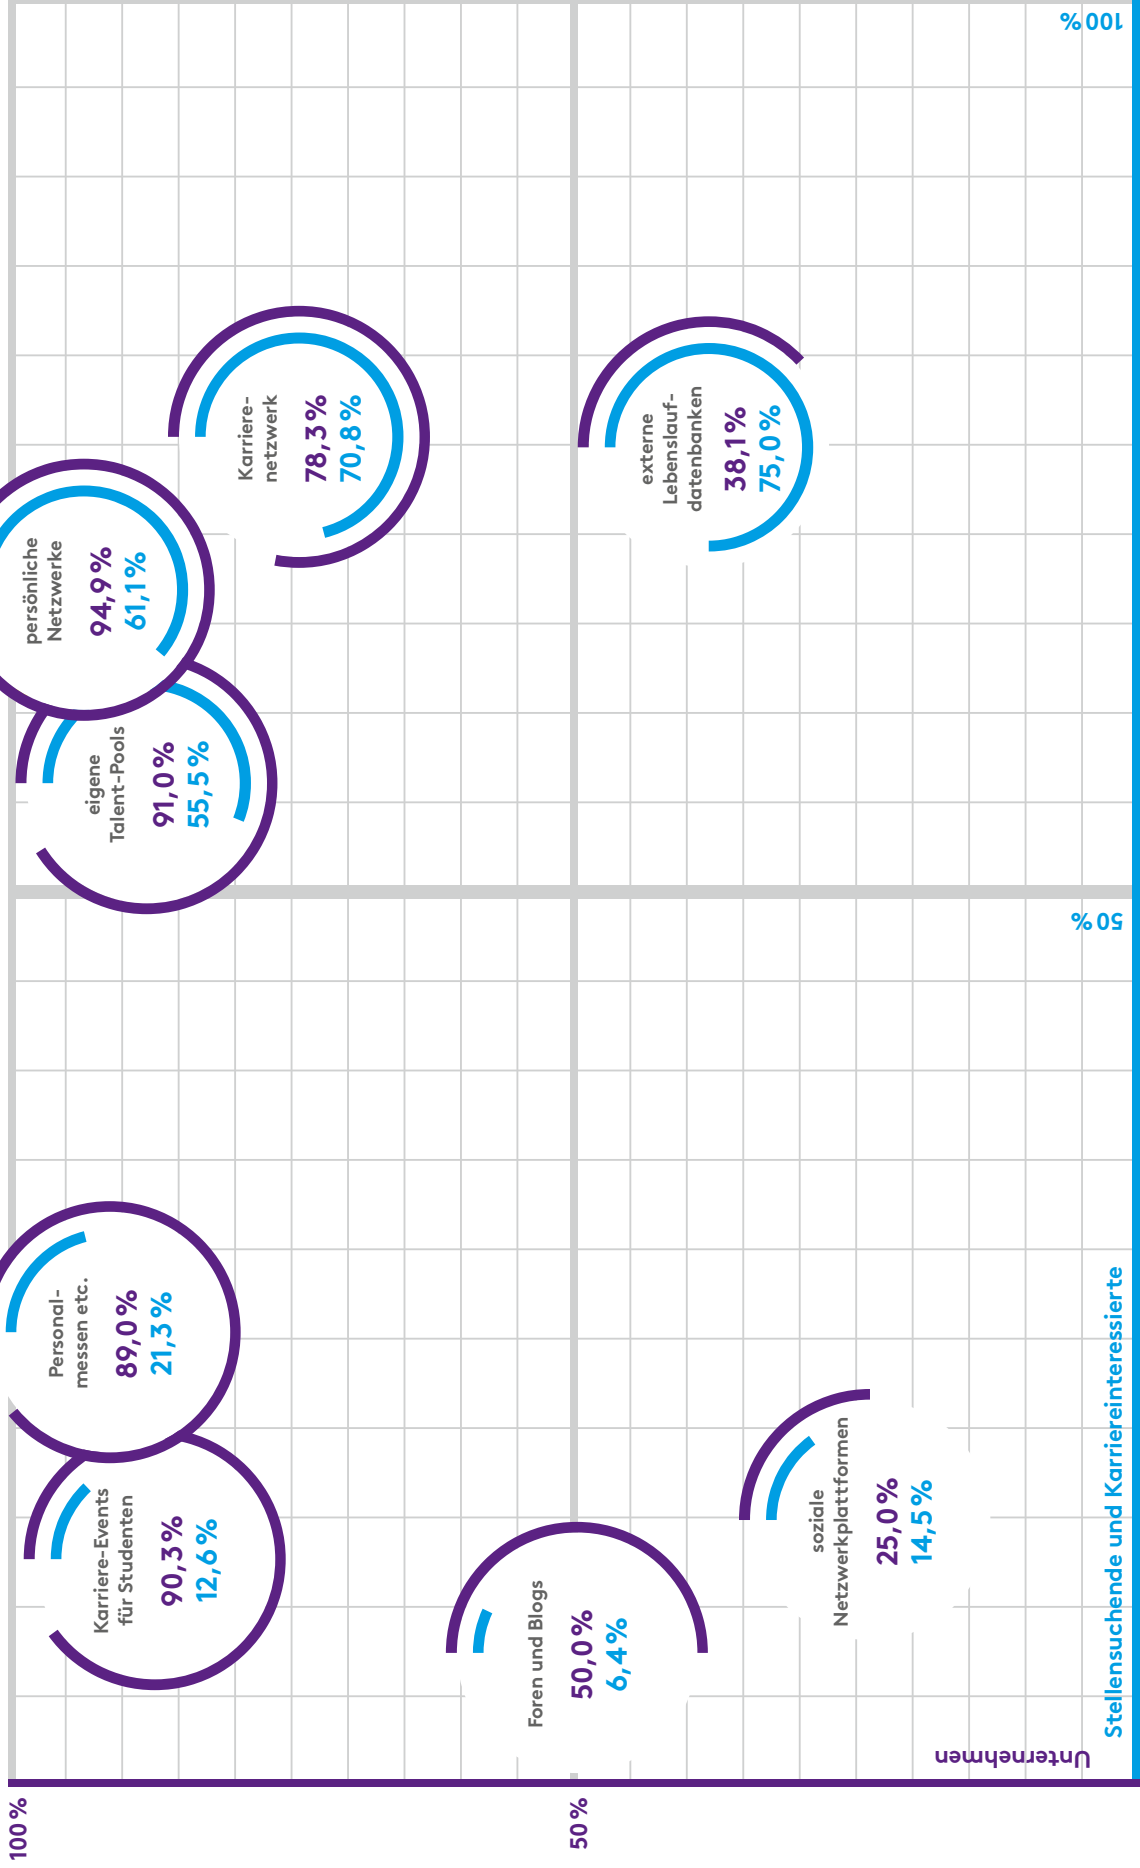 100 %
50 %
Unternehmen
Stellensuchende und Karriereinteressierte
50 %
100 %
Karriere-Events
für Studenten
90,3 %
12,6 %
Personal-
messen etc.
89,0 %
21,3 %
eigene
Talent-Pools
91,0 %
55,5 %
persönliche
Netzwerke
94,9 %
61,1 %
Karriere-
netzwerk
78,3 %
70,8 %
Foren und Blogs
50,0 %
6,4 %
soziale
Netzwerkplattformen
25,0 %
14,5 %
externe
Lebenslauf-
datenbanken
38,1 %
75,0 %